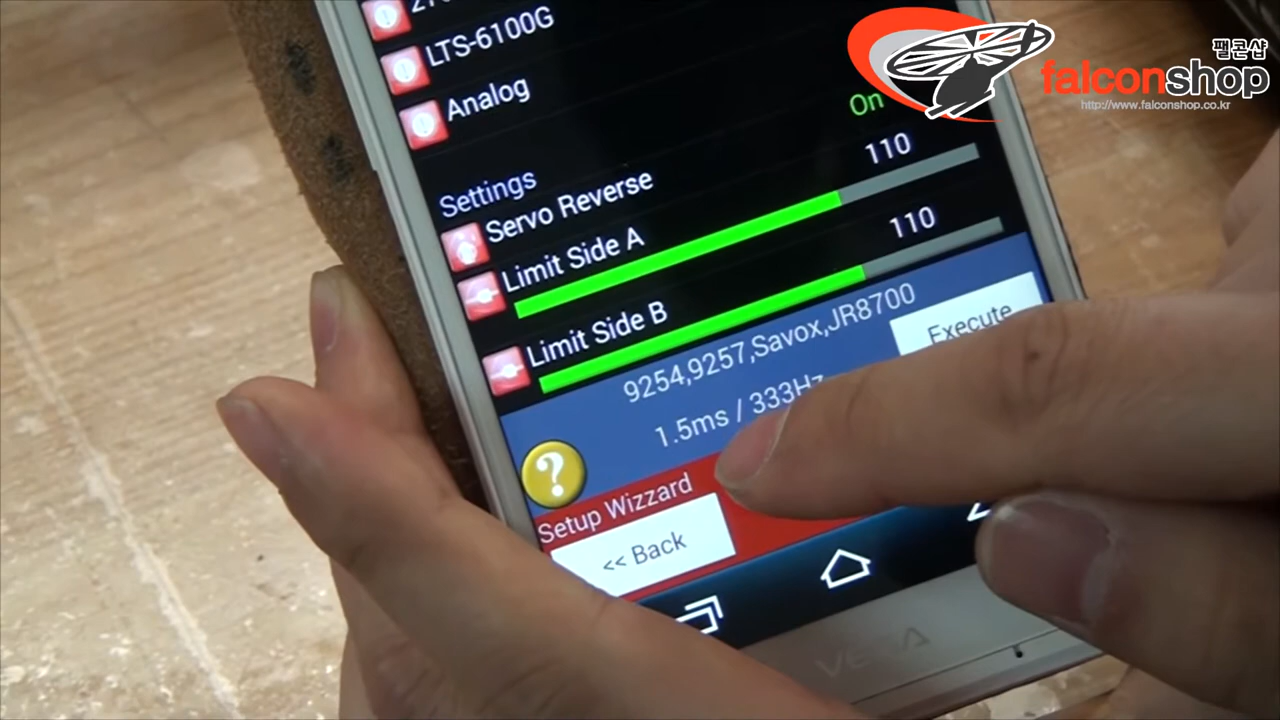 LTS-6100G
Analog
On
Settings
Servo Reverse
110
Limit Side A
110
Limit Side B
9254,9257,Savox,JR8700
Execute
1.5ms / 333Hz
?
Setup Wizzard
<< Back
VEGA
팰콘샵
falconshop
http://www.falconshop.co.kr